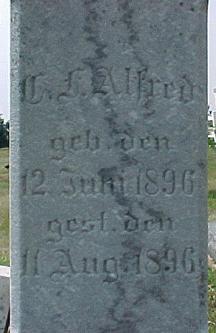 C. F. Alfred
geb. den
12. Juni 1896
gest. den
11 Aug. 1896